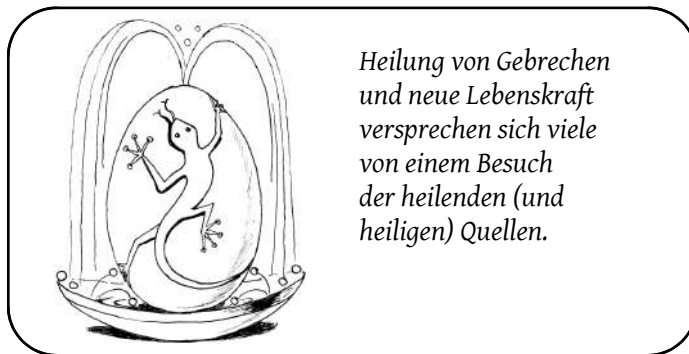 Heilung von Gebrechen
und neue Lebenskraft
versprechen sich viele
von einem Besuch
der heilenden (und
heiligen) Quellen.